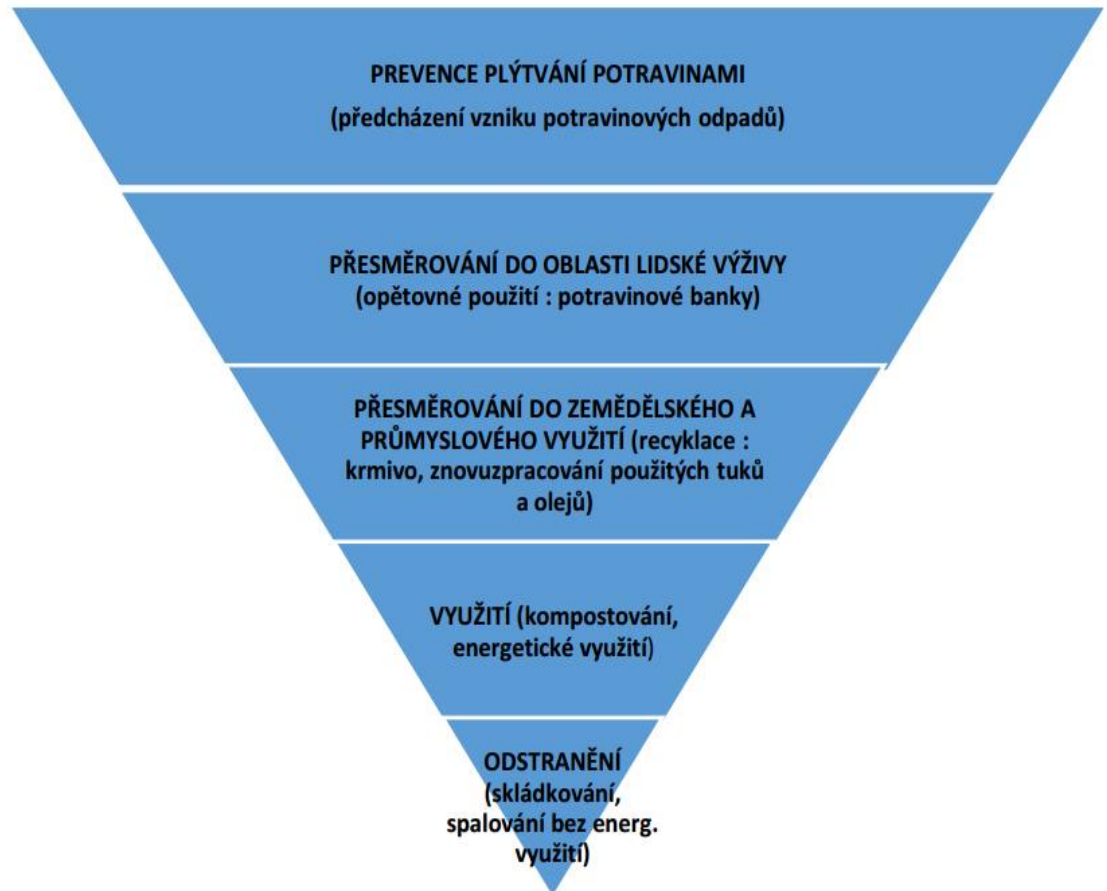 PREVENCE PLÝTVÁNÍ POTRAVINAMI
(předcházení vzniku potravinových odpadů)
PŘESMĚROVÁNÍ DO OBLASTI LIDSKÉ VÝŽIVY
(opětovné použití : potravinové banky)
PŘESMĚROVÁNÍ DO ZEMĚDĚLSKÉHO A
PRŮMYSLOVÉHO VYUŽITÍ (recyklace :
krmivo, znovuzpracování použitých tuků
a olejů)
VYUŽITÍ (kompostování,
energetické využití)
ODSTRANĚNÍ
(skládkování,
spalování bez energ.
využití)